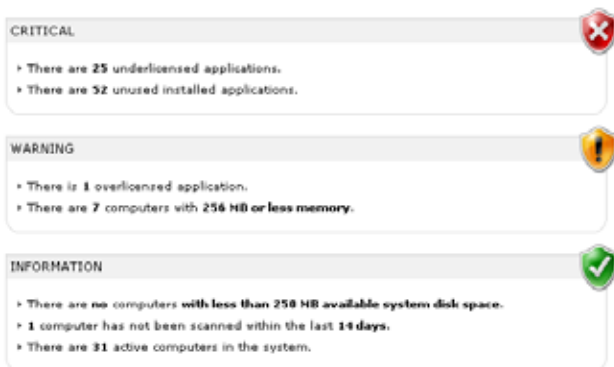 CRITICAL
There are 25 underlicensed applications.
There are 52 unused installed applications.
WARNING
There is 1 overlicensed application.
There are 7 computers with 256 MB or less memory.
INFORMATION
There are no computers with less than 250 MB available system disk space.
1 computer has not been scanned within the last 14 days.
There are 31 active computers in the system.